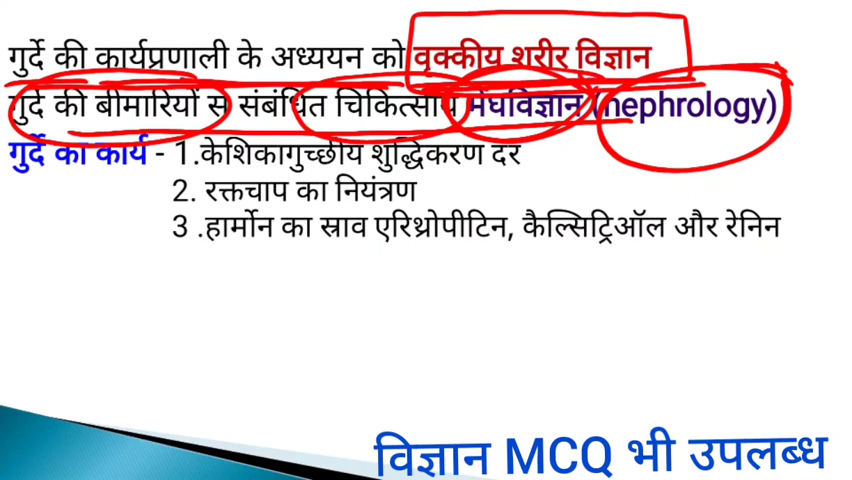 गुर्दे की कार्यप्रणाली के अध्ययन को वृक्कीय शरीर विज्ञान
गुर्दे की बीमारियों से संबंधित चिकित्सीय मेघविज्ञान (nephrology)
गुर्दे का कार्य - 1 .केशिकागुच्छीय शुद्धिकरण दर
2. रक्तचाप का नियंत्रण
3 .हार्मोन का स्राव एरिथ्रोपीटिन, कैल्सिट्रिऑल और रेनिन
विज्ञान MCQ भी उपलब्ध